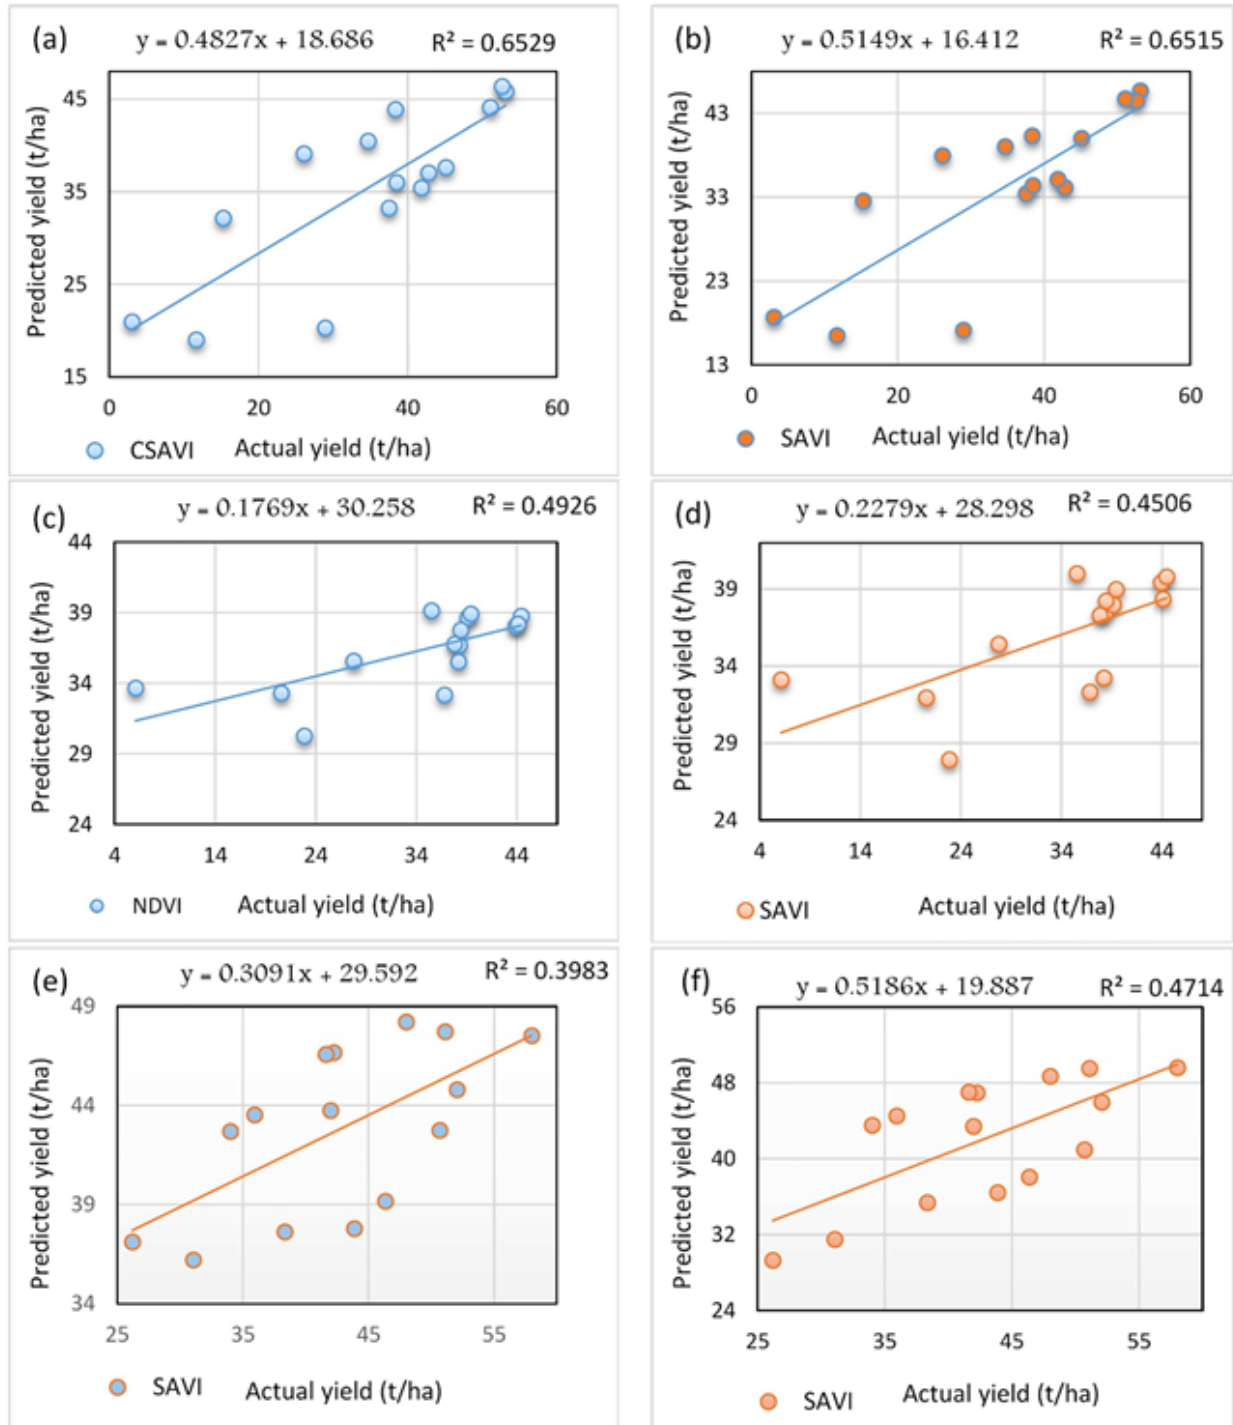 (a) y = 0.4827x + 18.686 R² = 0.6529
Predicted yield (t/ha)
45
35
25
15
0 20 40 60
CSAVI Actual yield (t/ha)
(b) y = 0.5149x + 16.412 R² = 0.6515
Predicted yield (t/ha)
43
33
23
13
0 20 40 60
SAVI Actual yield (t/ha)
(c) y = 0.1769x + 30.258 R² = 0.4926
Predicted yield (t/ha)
44
39
34
29
24
4 14 24 34 44
NDVI Actual yield (t/ha)
(d) y = 0.2279x + 28.298 R² = 0.4506
Predicted yield (t/ha)
39
34
29
24
4 14 24 34 44
SAVI Actual yield (t/ha)
(e) y = 0.3091x + 29.592 R² = 0.3983
Predicted yield (t/ha)
49
44
39
34
25 35 45 55
SAVI Actual yield (t/ha)
(f) y = 0.5186x + 19.887 R² = 0.4714
Predicted yield (t/ha)
56
48
40
32
24
25 35 45 55
SAVI Actual yield (t/ha)